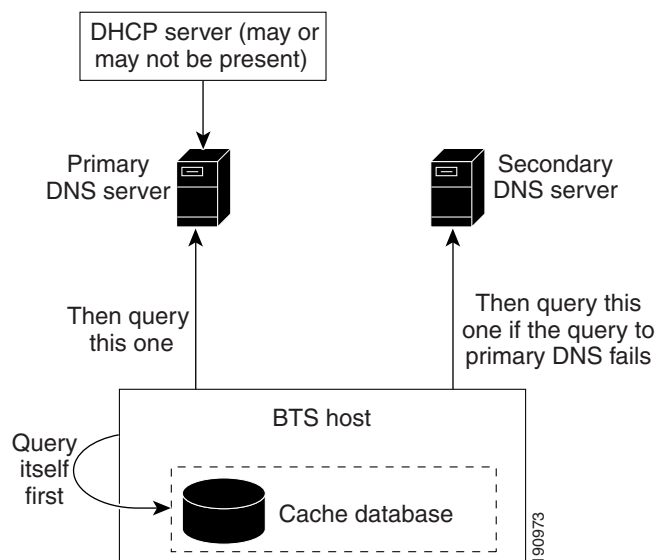 DHCP server (may or
may not be present)
Primary
DNS server
Secondary
DNS server
Then query
this one
Then query this
one if the query to
primary DNS fails
BTS host
Query
itself
first
Cache database
190973